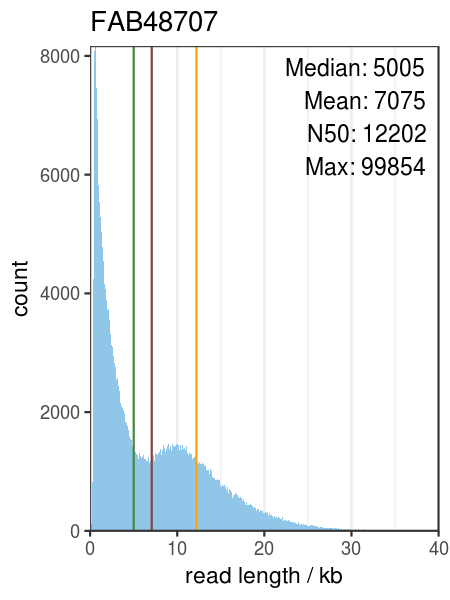 FAB48707
Median: 5005
Mean: 7075
N50: 12202
Max: 99854
8000
6000
4000
2000
0
count
0 10 20 30 40
read length / kb